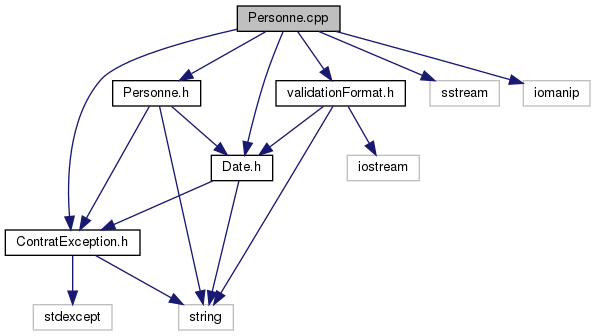 Personne.cpp
Personne.h
validationFormat.h
sstream
iomanip
Date.h
iostream
ContratException.h
stdexcept
string